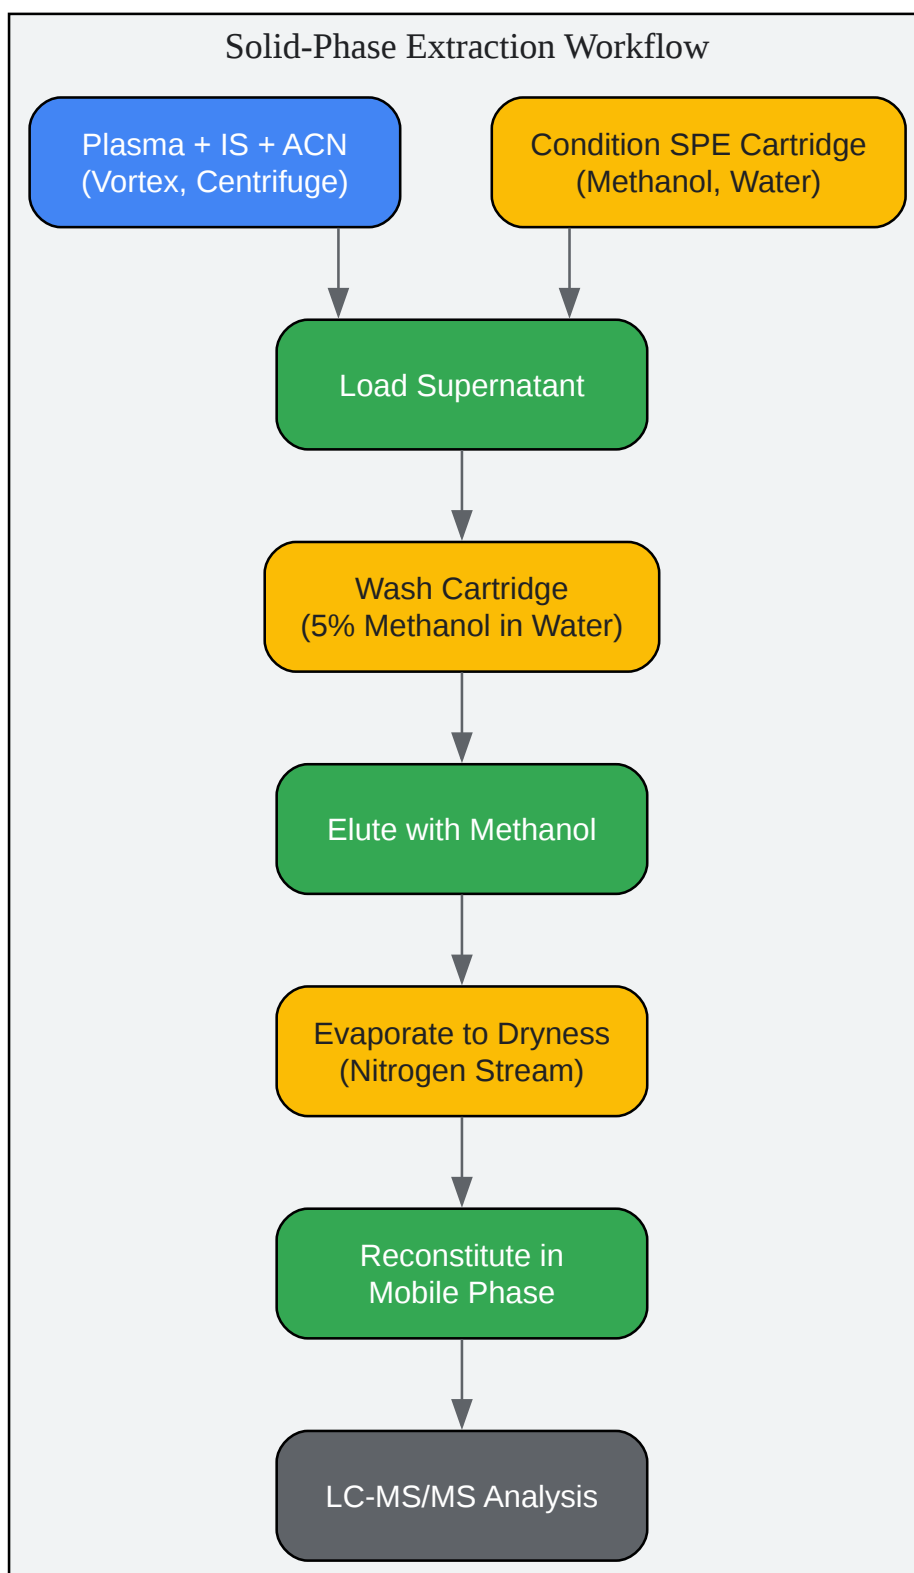 Solid-Phase Extraction Workflow
Plasma + IS + ACN
(Vortex, Centrifuge)
Condition SPE Cartridge
(Methanol, Water)
Load Supernatant
Wash Cartridge
(5% Methanol in Water)
Elute with Methanol
Evaporate to Dryness
(Nitrogen Stream)
Reconstitute in
Mobile Phase
LC-MS/MS Analysis